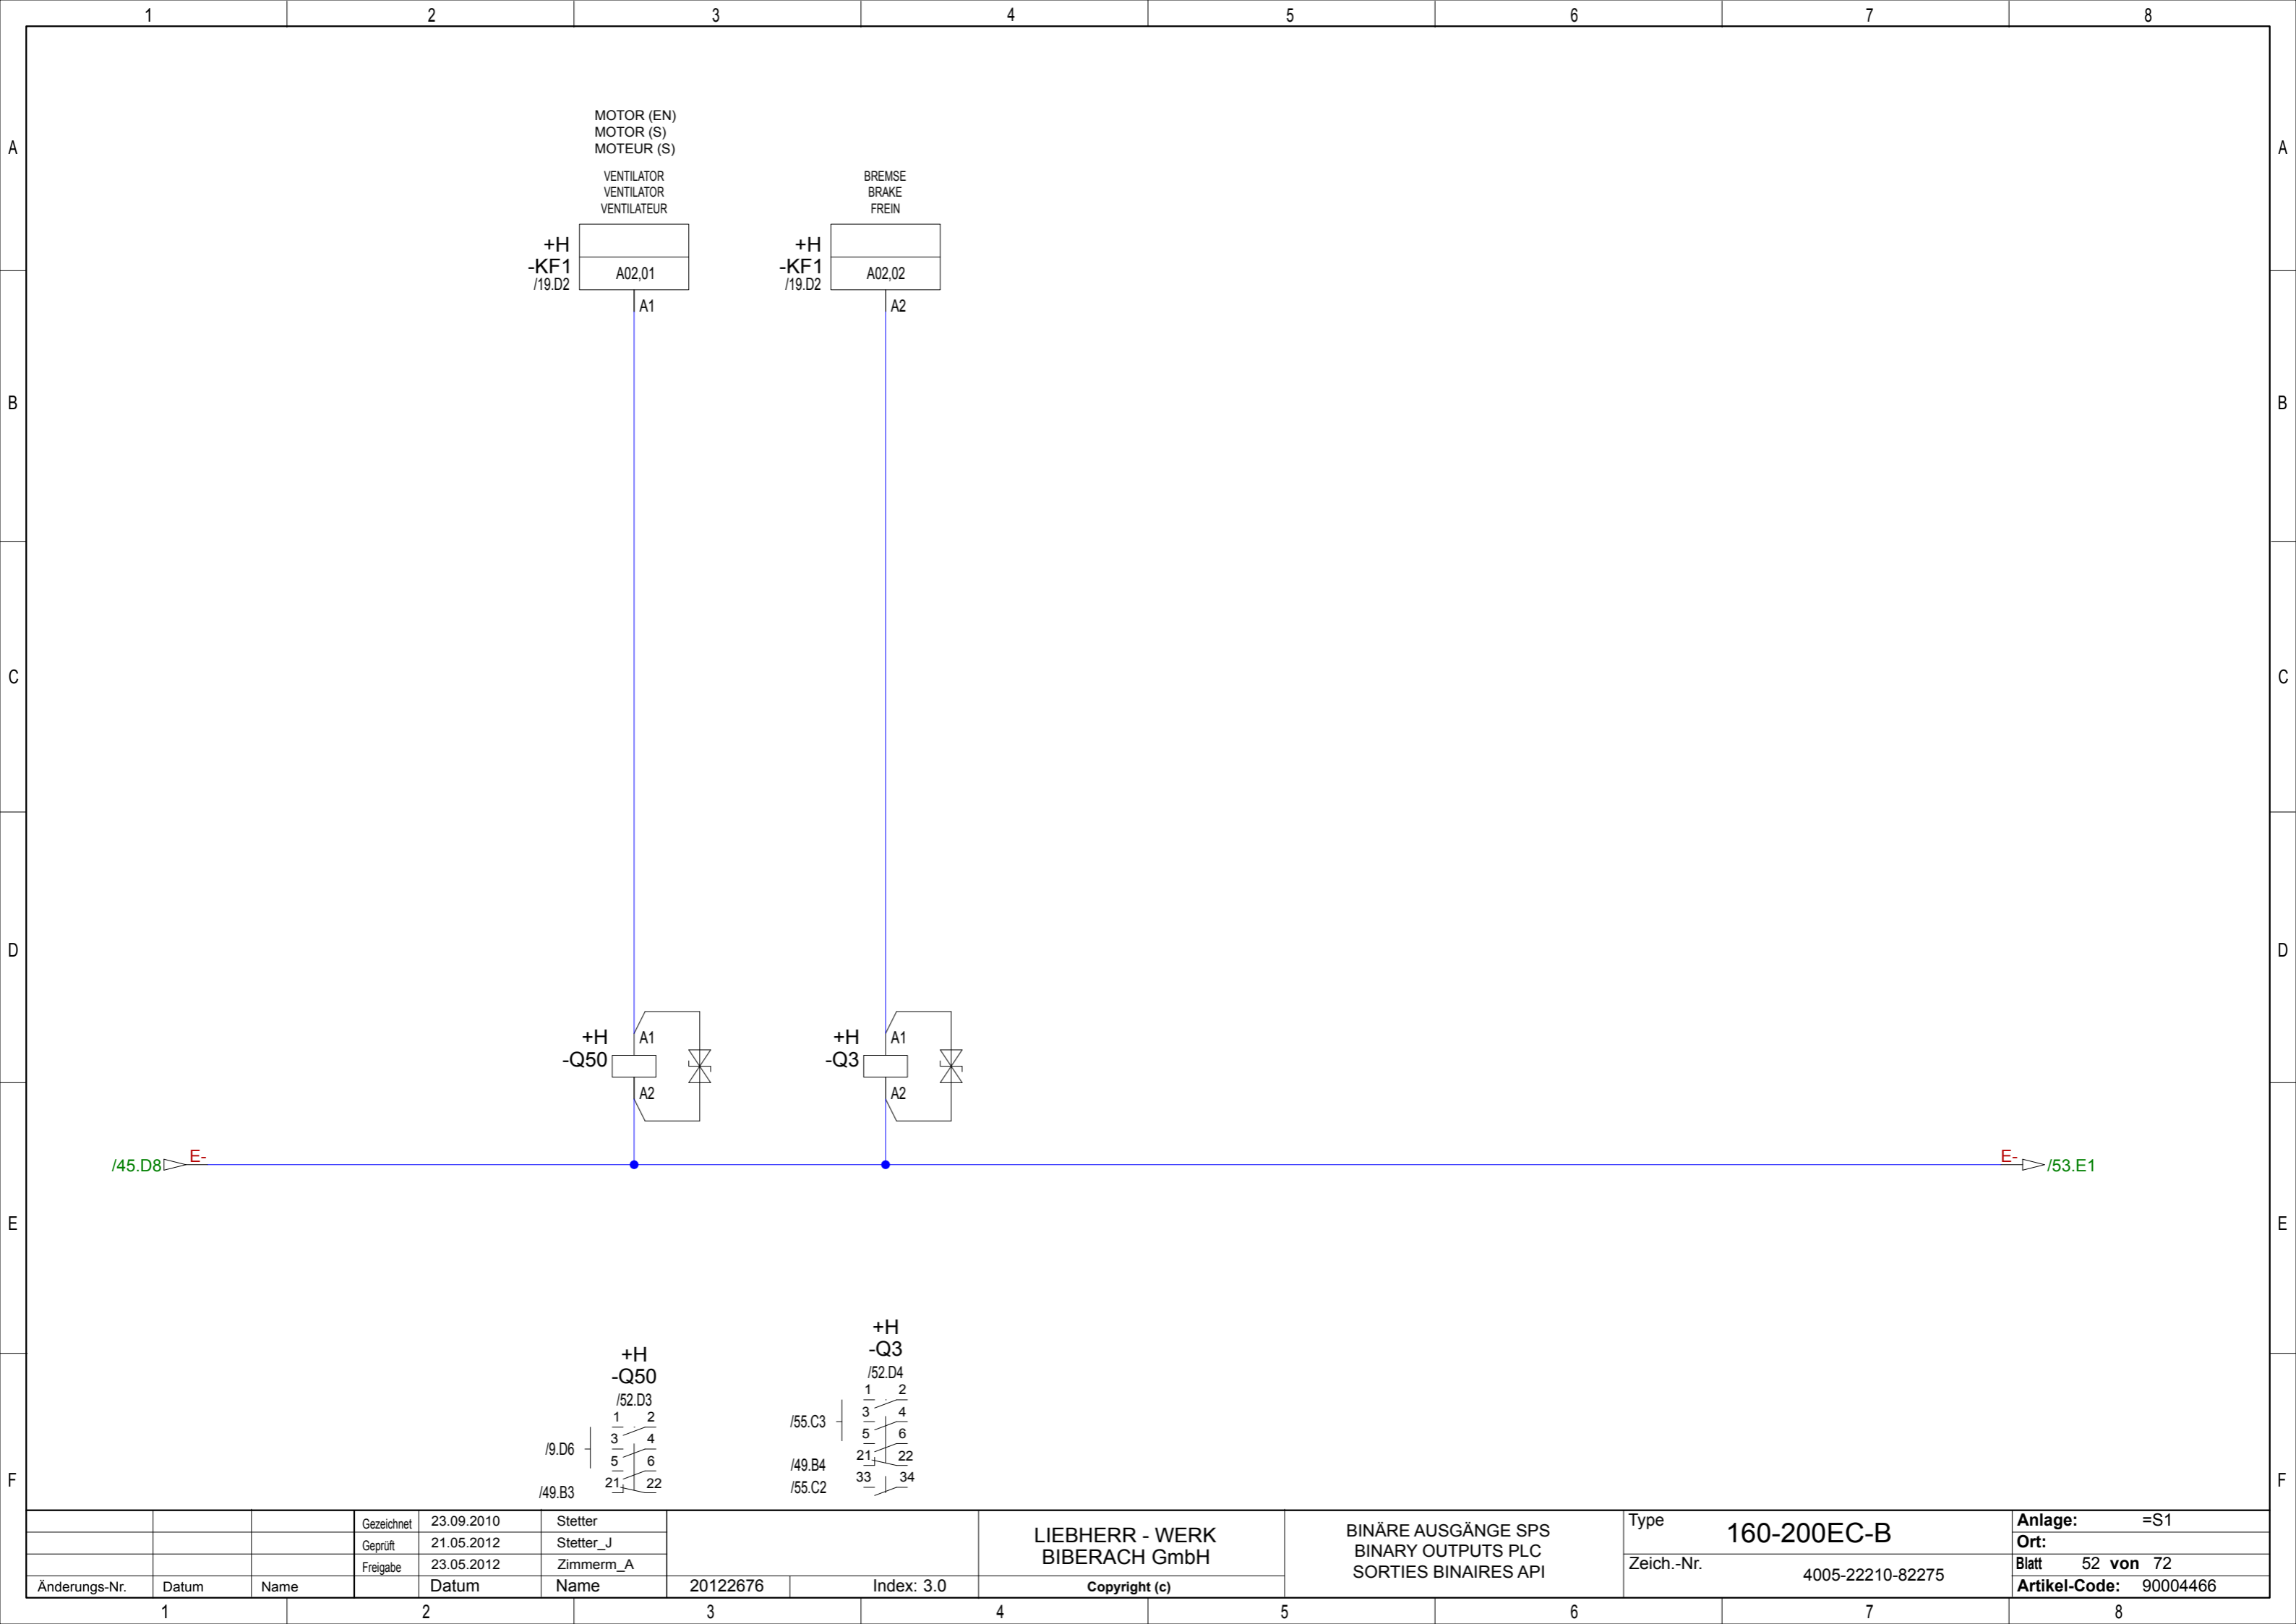 1 2 3 4 5 6 7 8
MOTOR (EN)
MOTOR (S)
MOTEUR (S)
VENTILATOR
VENTILATOR
VENTILATEUR
BREMSE
BRAKE
FREIN
A A
+H
-KF1
/19.D2
A02,01
A1
+H
-KF1
/19.D2
A02,02
A2
B B
C C
D D
+H
-Q50
A1
A2
+H
-Q3
A1
A2
/45.D8 E-
E- /53.E1
E E
+H
-Q50
/52.D3
1 2
3 4
/9.D6
5 6
21 22
/49.B3
+H
-Q3
/52.D4
1 2
3 4
/55.C3
5 6
21 22
/49.B4
33 34
/55.C2
F F
Gezeichnet 23.09.2010 Stetter
Geprüft 21.05.2012 Stetter_J
Freigabe 23.05.2012 Zimmerm_A
Änderungs-Nr. Datum Name Datum Name 20122676 Index: 3.0
LIEBHERR - WERK
BIBERACH GmbH
Copyright (c)
BINÄRE AUSGÄNGE SPS
BINARY OUTPUTS PLC
SORTIES BINAIRES API
Type 160-200EC-B
Zeich.-Nr. 4005-22210-82275
Anlage: =S1
Ort:
Blatt 52 von 72
Artikel-Code: 90004466
1 2 3 4 5 6 7 8